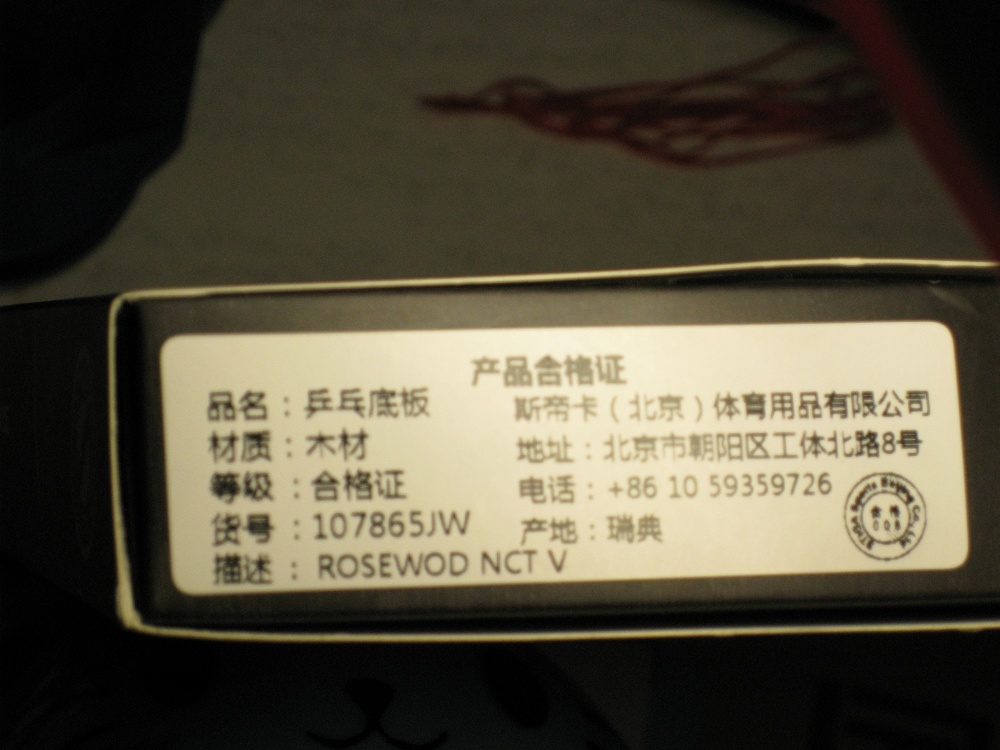 产品合格证
品名：乒乓底板
材质：木材
等级：合格证
货号：107865JW
描述：ROSEWOD NCT V
斯帝卡（北京）体育用品有限公司
地址：北京市朝阳区工体北路8号
电话：+86 10 59359726
产地：瑞典
合格
008